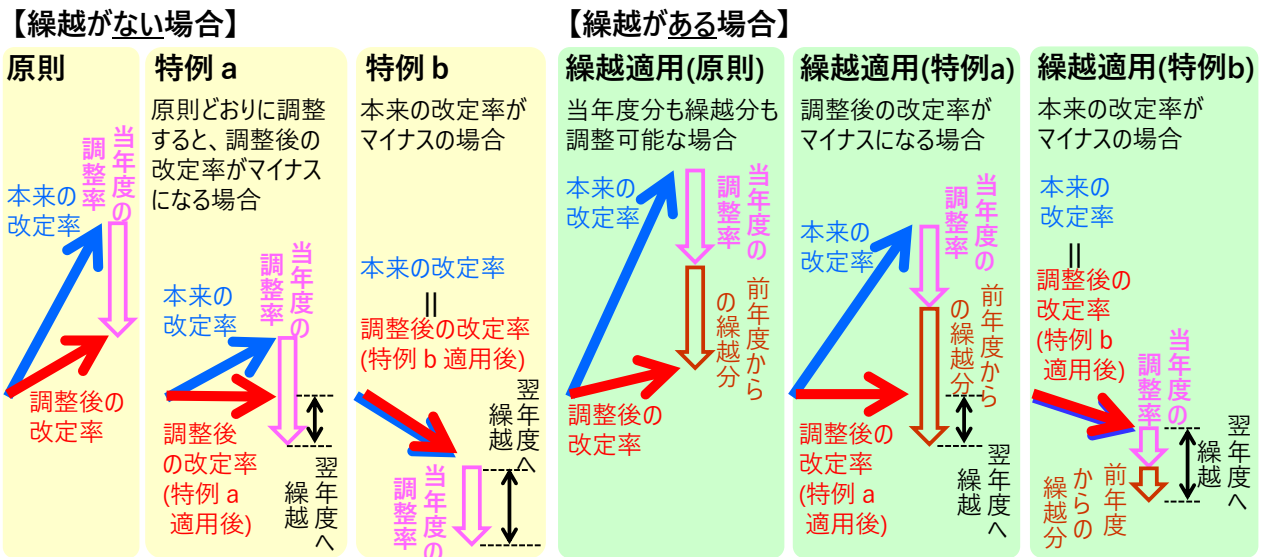 【繰越がない場合】
原則
当年度の
調整率
本来の
改定率
調整後の
改定率
特例 a
原則どおりに調整
すると、調整後の
改定率がマイナス
になる場合
当年度の
調整率
本来の
改定率
調整後
の改定率
(特例 a
適用後)
翌年度へ
繰越
特例 b
本来の改定率が
マイナスの場合
本来の改定率
=
調整後の改定率
(特例 b 適用後)
翌年度へ
繰越
当年度の
調整率
【繰越がある場合】
繰越適用(原則)
当年度分も繰越分も
調整可能な場合
本来の
改定率
当年度の
調整率
前年度から
の繰越分
調整後の
改定率
繰越適用(特例a)
調整後の改定率が
マイナスになる場合
当年度の
調整率
本来の
改定率
前年度から
の繰越分
調整後の
改定率
(特例 a
適用後)
翌年度へ
繰越
繰越適用(特例b)
本来の改定率が
マイナスの場合
本来の
改定率
=
調整後の
改定率
(特例 b
適用後)
当年度の
調整率
翌年度へ
繰越
前年度
からの
繰越分